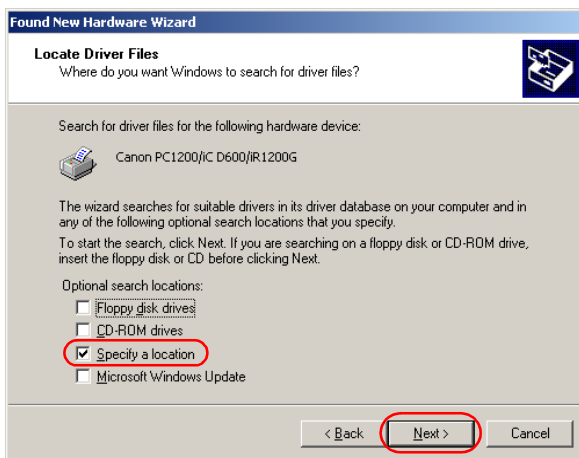 Found New Hardware Wizard
Locate Driver Files
Where do you want Windows to search for driver files?
Search for driver files for the following hardware device:
Canon PC1200/iC D600/iR1200G
The wizard searches for suitable drivers in its driver database on your computer and in
any of the following optional search locations that you specify.
To start the search, click Next. If you are searching on a floppy disk or CD-ROM drive,
insert the floppy disk or CD before clicking Next.
Optional search locations:
Floppy disk drives
CD-ROM drives
Specify a location
Microsoft Windows Update
< Back Next > Cancel